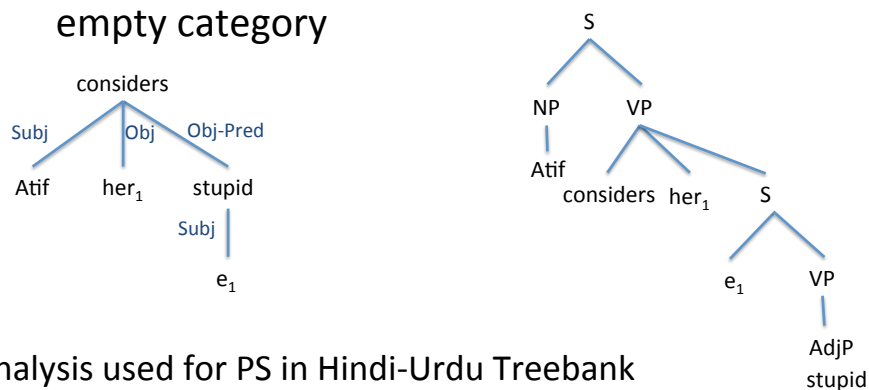 empty category
considers
Subj Obj Obj-Pred
Atif her₁ stupid
Subj
e₁
S
NP VP
Atif
considers her₁ S
e₁ VP
AdjP
stupid
nalysis used for PS in Hindi-Urdu Treebank